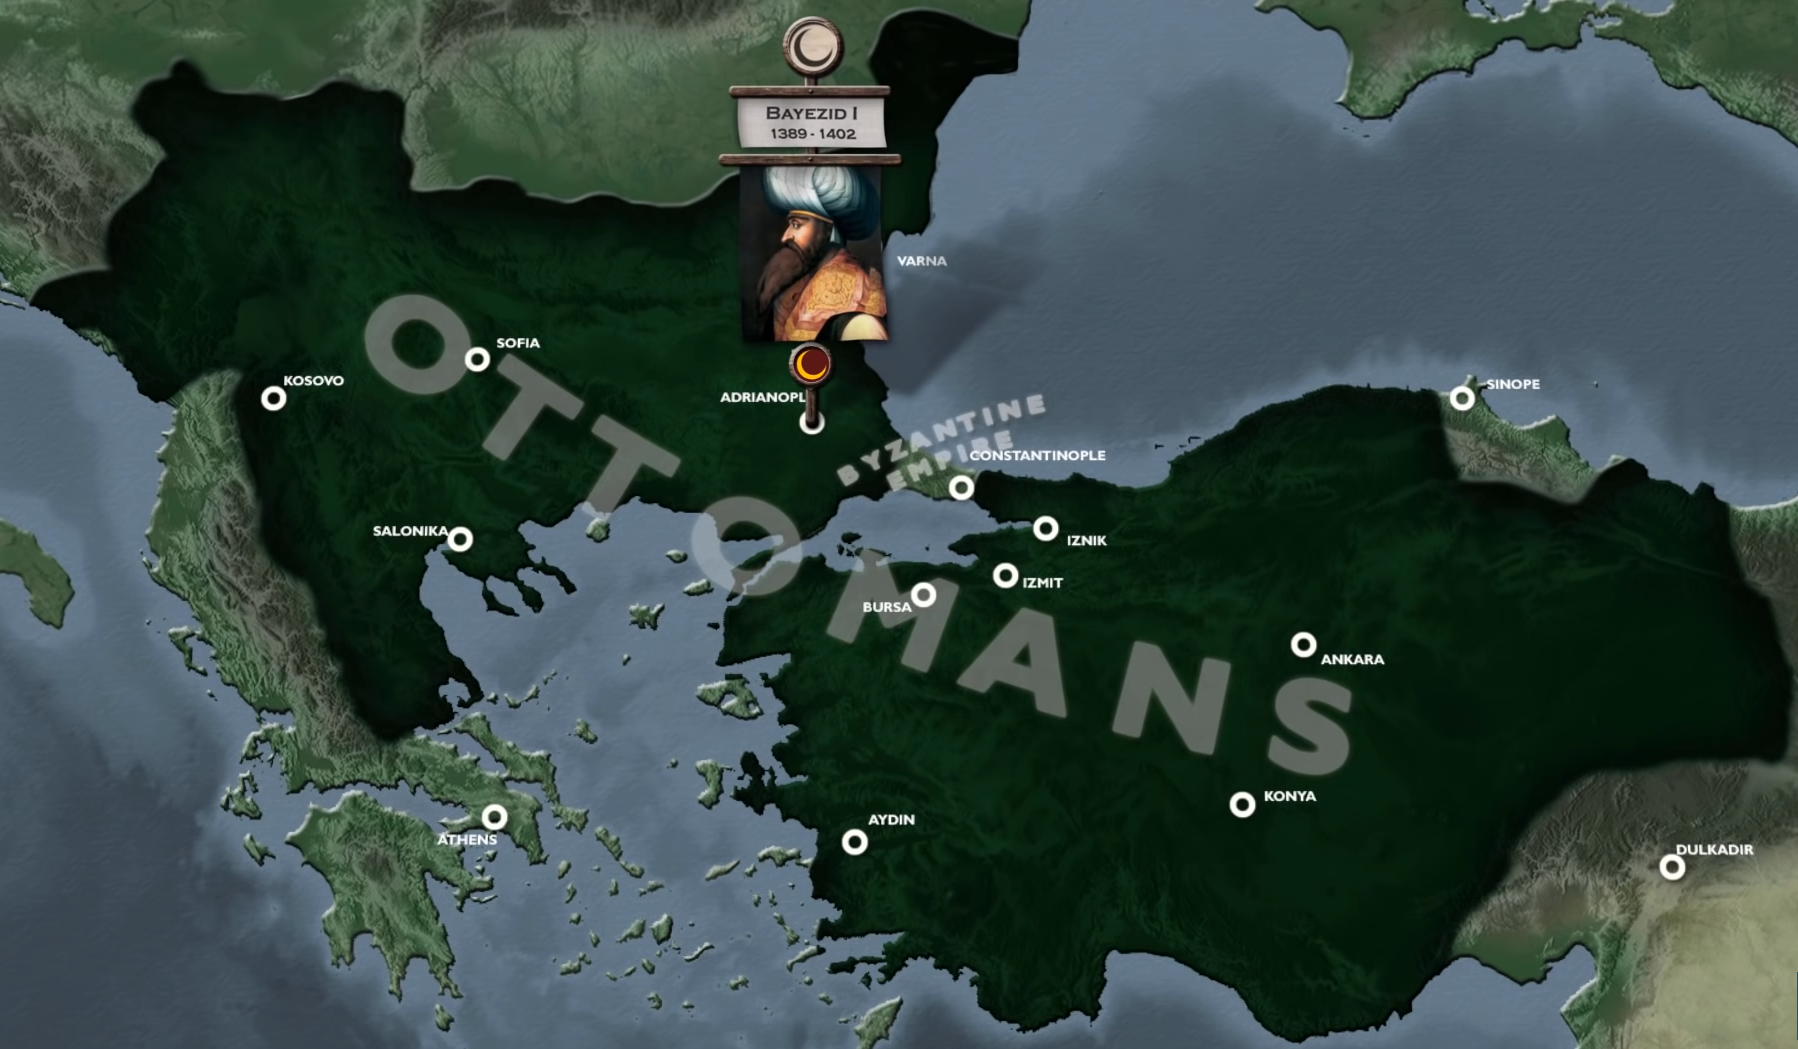 BAYEZID I
1389 - 1402
VARNA
SOFIA
KOSOVO
ADRIANOPL
SINOPE
BYZANTINE
EMPIRE
CONSTANTINOPLE
SALONIKA
IZNIK
IZMIT
BURSA
OTTOMANS
ANKARA
KONYA
AYDIN
ATHENS
DULKADIR